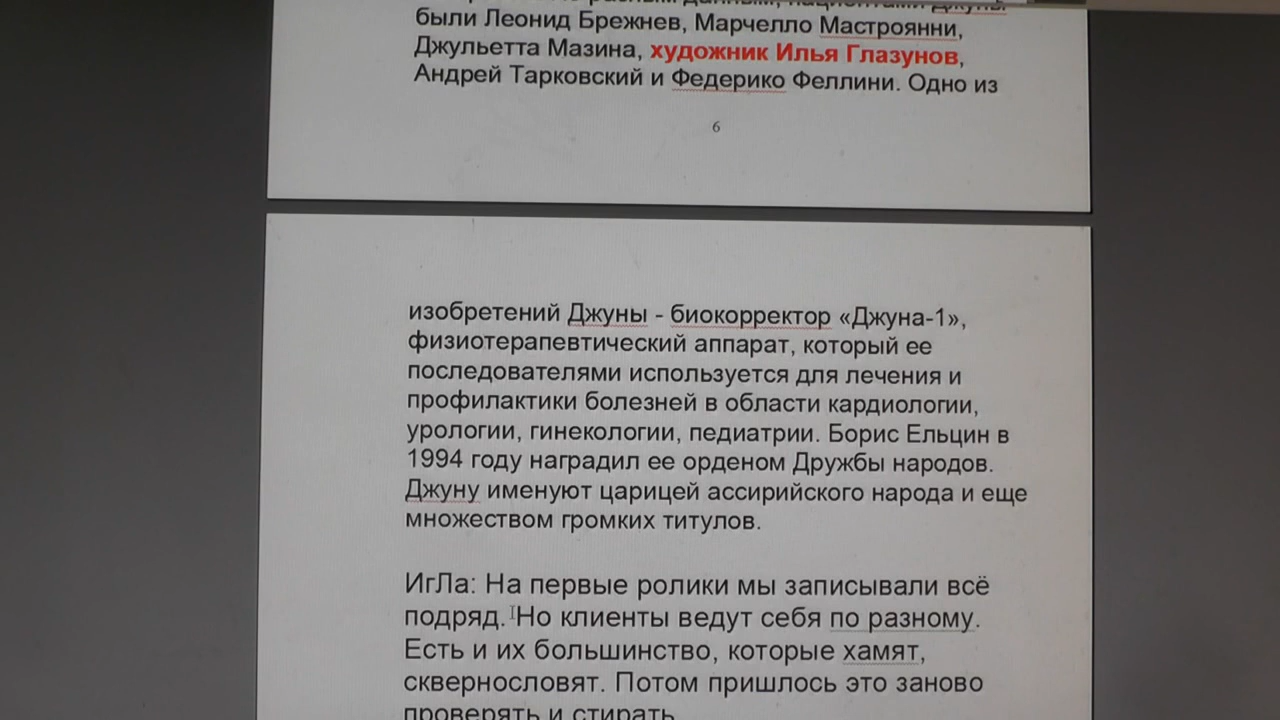 были Леонид Брежнев, Марчелло Мастроянни,
Джульетта Мазина, художник Илья Глазунов,
Андрей Тарковский и Федерико Феллини. Одно из
6
изобретений Джуны - биокорректор «Джуна-1»,
физиотерапевтический аппарат, который ее
последователями используется для лечения и
профилактики болезней в области кардиологии,
урологии, гинекологии, педиатрии. Борис Ельцин в
1994 году наградил ее орденом Дружбы народов.
Джуну именуют царицей ассирийского народа и еще
множеством громких титулов.
ИгЛа: На первые ролики мы записывали всё
подряд. Но клиенты ведут себя по разному.
Есть и их большинство, которые хамят,
сквернословят. Потом пришлось это заново
проверять и стирать